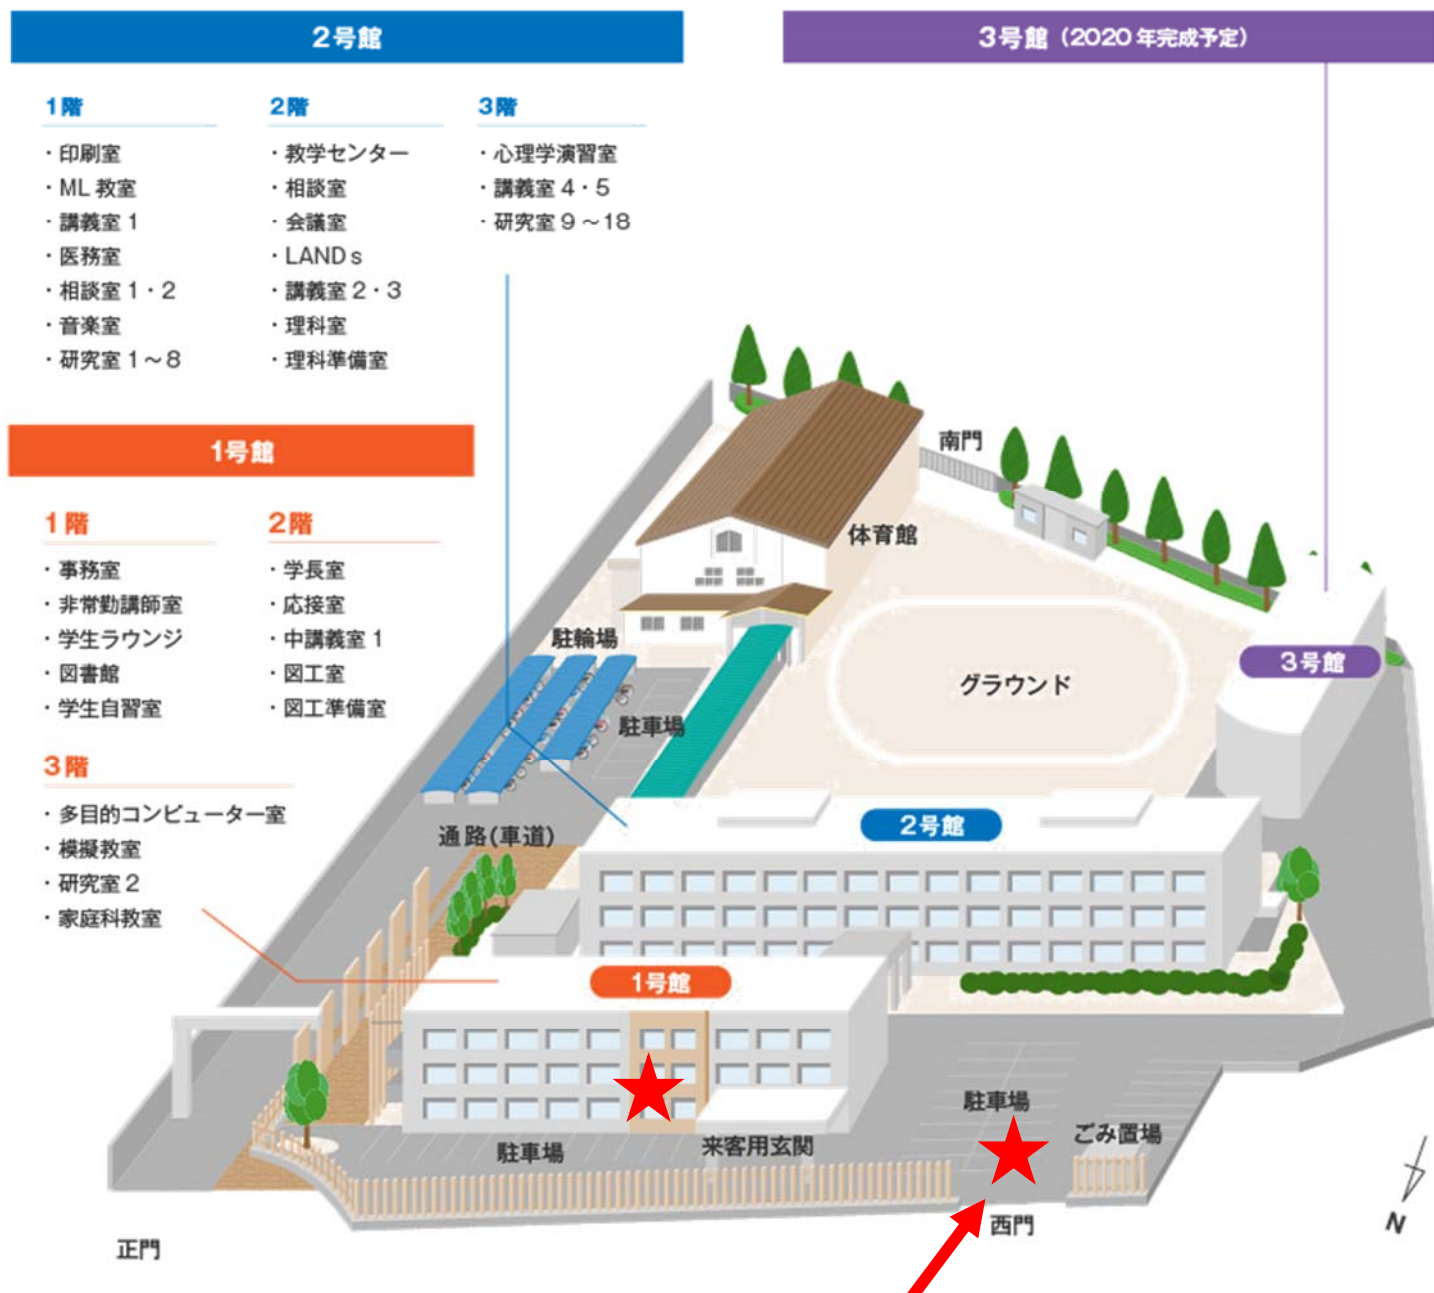 2号館
1階
・印刷室
・ML 教室
・講義室 1
・医務室
・相談室 1・2
・音楽室
・研究室 1～8
2階
・教学センター
・相談室
・会議室
・LAND s
・講義室 2・3
・理科室
・理科準備室
3階
・心理学演習室
・講義室 4・5
・研究室 9～18
3号館（2020 年完成予定）
1号館
1階
・事務室
・非常勤講師室
・学生ラウンジ
・図書館
・学生自習室
2階
・学長室
・応接室
・中講義室 1
・図工室
・図工準備室
3階
・多目的コンピューター室
・模擬教室
・研究室 2
・家庭科教室
南門
体育館
駐輪場
3号館
グラウンド
駐車場
2号館
通路(車道)
1号館
駐車場
ごみ置場
来客用玄関
駐車場
西門
N
正門